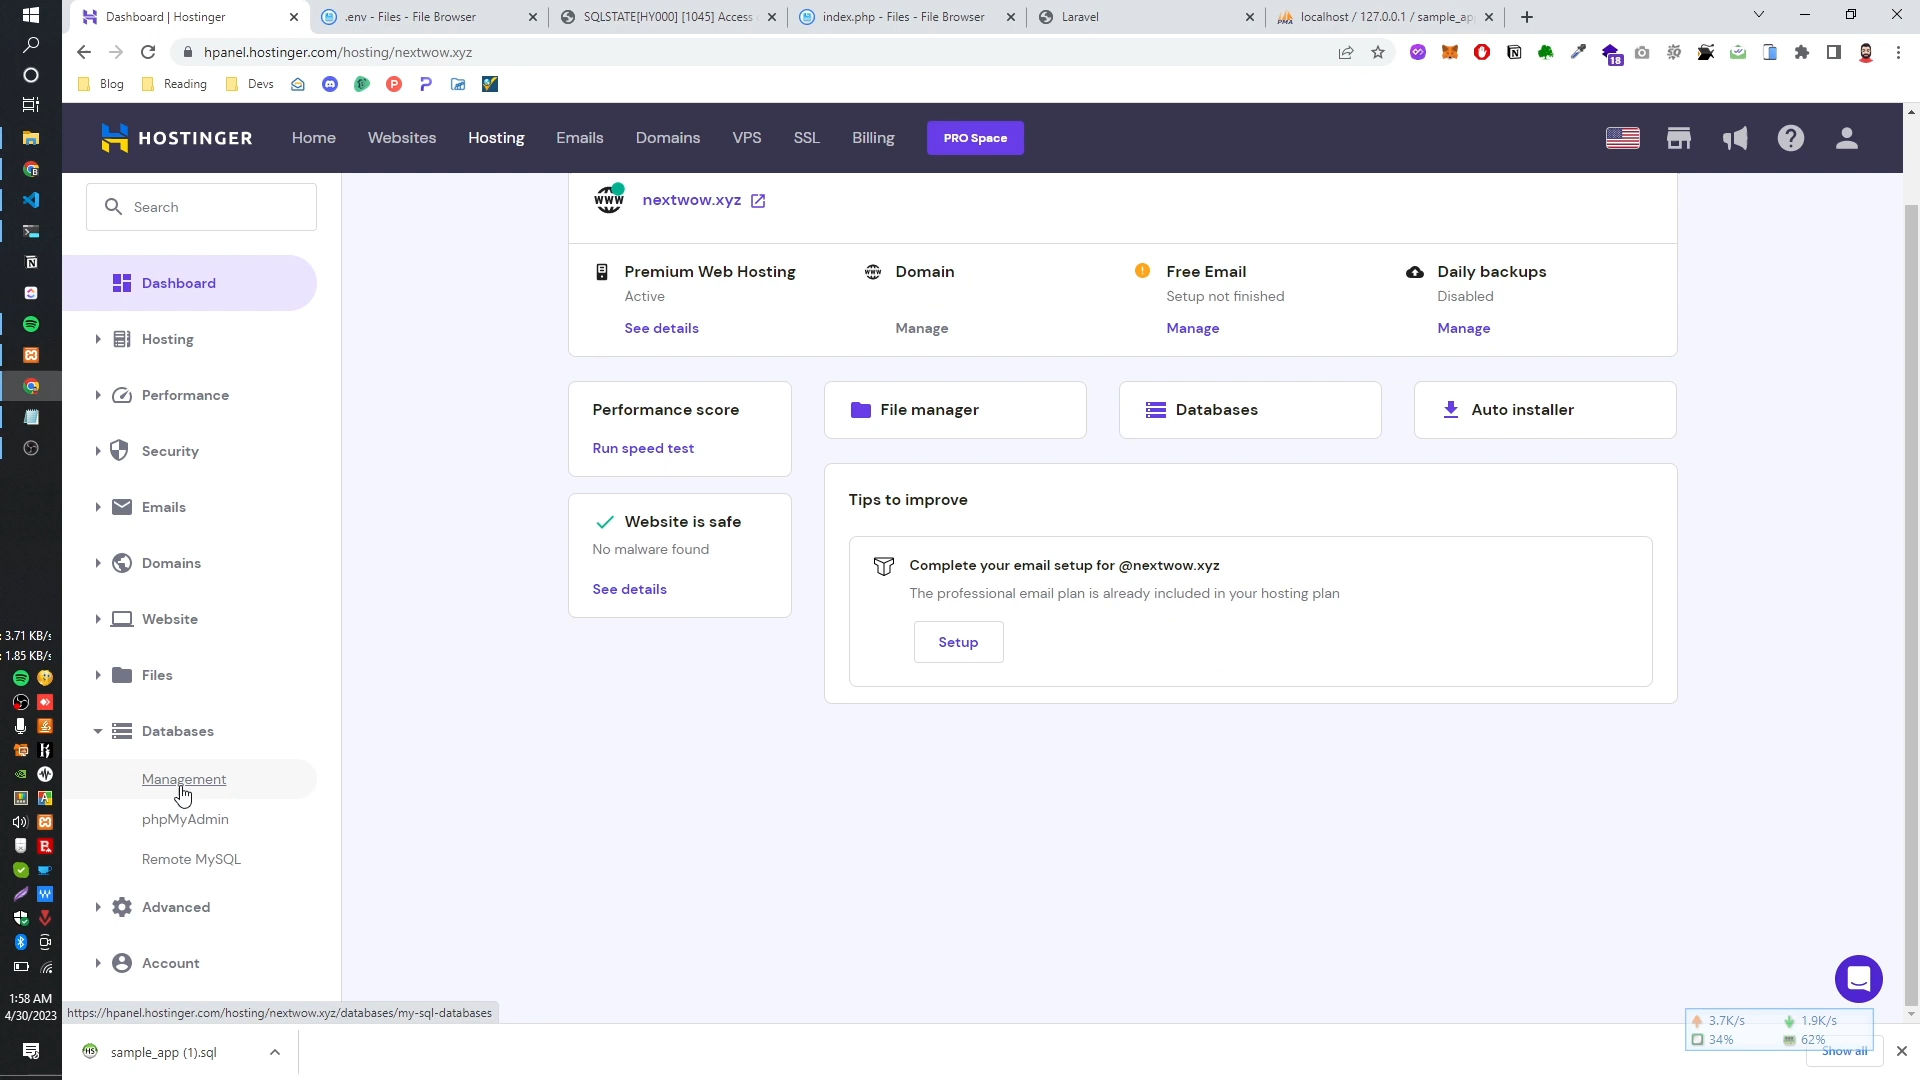 Dashboard | Hostinger
.env - Files - File Browser
SQLSTATE[HY000] [1045] Access
index.php - Files - File Browser
Laravel
localhost / 127.0.0.1 / sample_ap
hpanel.hostinger.com/hosting/nextwow.xyz
18
Blog
Reading
Devs
HOSTINGER
Home
Websites
Hosting
Emails
Domains
VPS
SSL
Billing
PRO Space
Search
www
nextwow.xyz
Dashboard
Premium Web Hosting
Active
See details
Domain
Manage
Free Email
Setup not finished
Manage
Daily backups
Disabled
Manage
Hosting
Performance
Security
Emails
Domains
Website
Files
Databases
Management
phpMyAdmin
Remote MySQL
Advanced
Account
Performance score
Run speed test
File manager
Databases
Auto installer
Website is safe
No malware found
See details
Tips to improve
Complete your email setup for @nextwow.xyz
The professional email plan is already included in your hosting plan
Setup
: 3.71 KB/s
: 1.85 KB/s
1:58 AM
4/30/2023
https://hpanel.hostinger.com/hosting/nextwow.xyz/databases/my-sql-databases
sample_app (1).sql
3.7K/s
1.9K/s
34%
62%
Show all